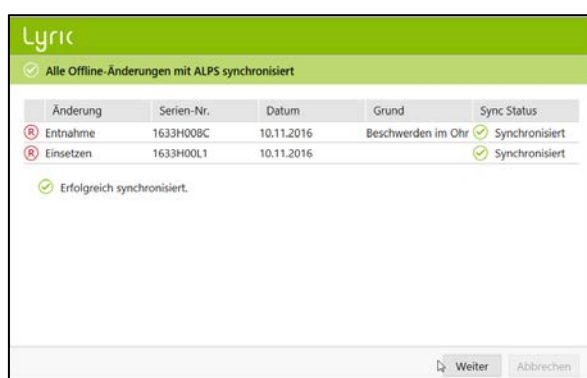 Lyric
Alle Offline-Änderungen mit ALPS synchronisiert
Änderung Serien-Nr. Datum Grund Sync Status
R Entnahme 1633H008C 10.11.2016 Beschwerden im Ohr Synchronisiert
R Einsetzen 1633H00L1 10.11.2016 Synchronisiert
Erfolgreich synchronisiert.
Weiter Abbrechen